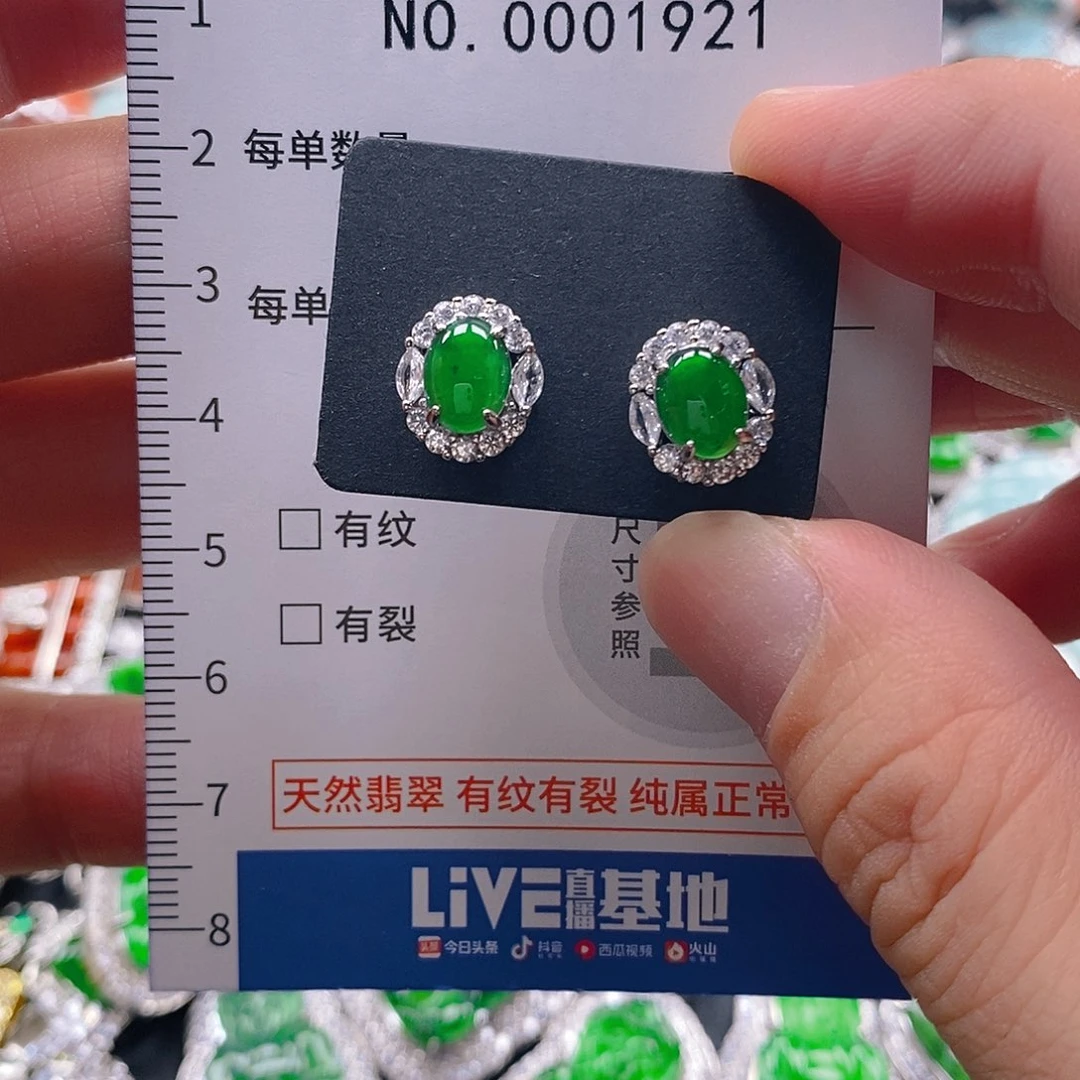 1
NO. 0001921
2 每单数量
3
每单
4
有纹
5
尺寸参照
有裂
6
天然翡翠 有纹有裂 纯属正常
7
LiVE直播基地
8
今日头条 抖音 西瓜视频 火山